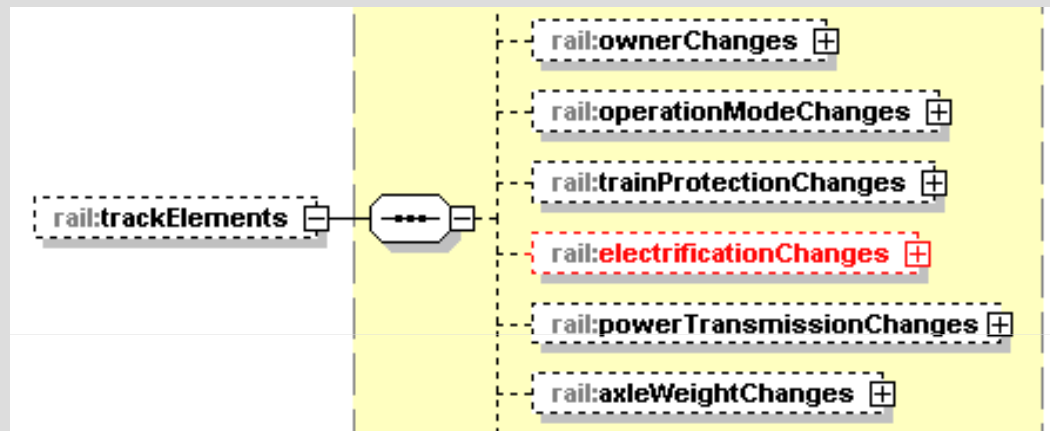 rail:ownerChanges
rail:operationModeChanges
rail:trainProtectionChanges
rail:trackElements
rail:electrificationChanges
rail:powerTransmissionChanges
rail:axleWeightChanges